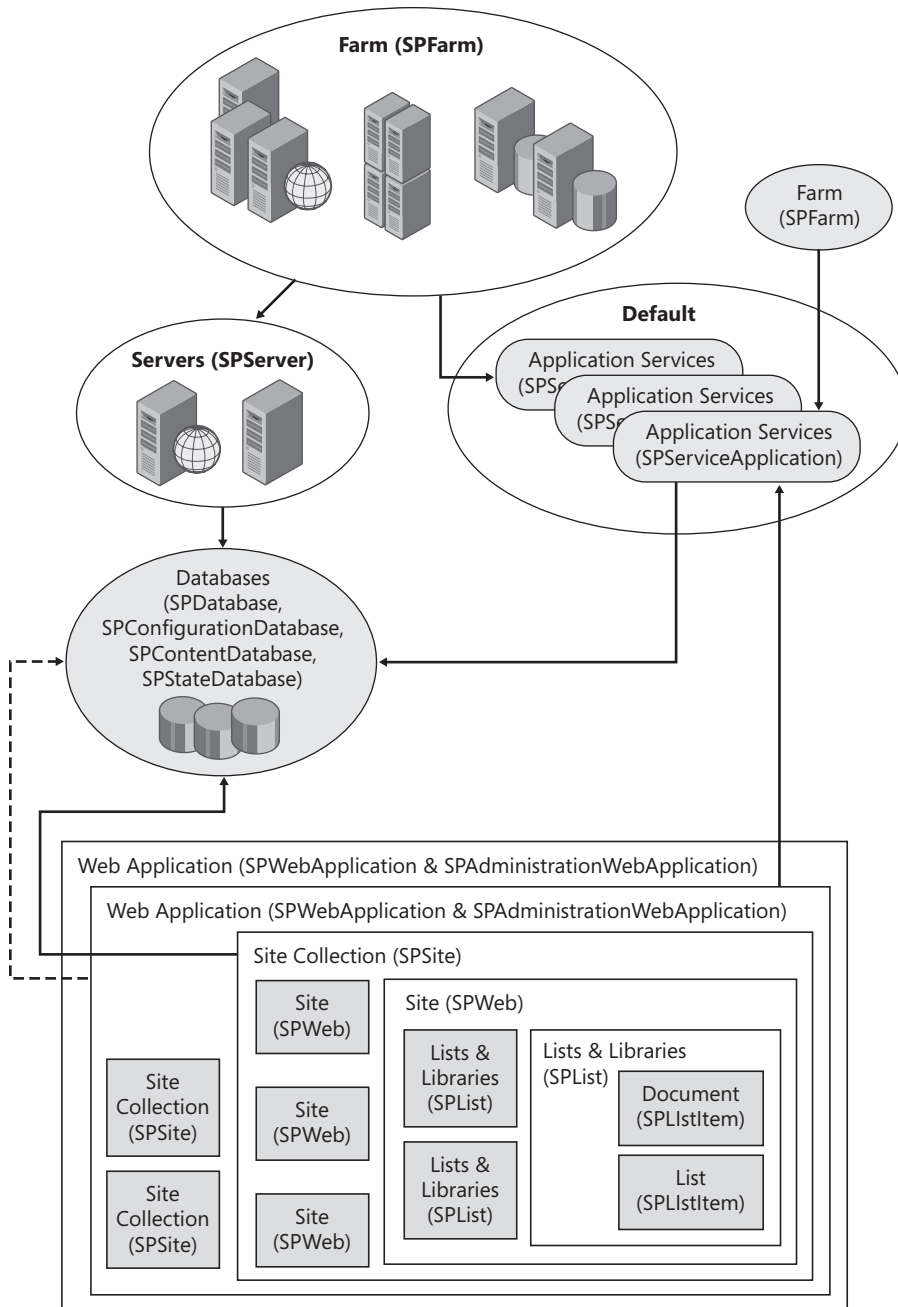 Farm (SPFarm)
Farm
(SPFarm)
Default
Servers (SPServer)
Application Services
(SPSe
Application Services
(SPSe
Application Services
(SPServiceApplication)
Databases
(SPDatabase,
SPConfigurationDatabase,
SPContentDatabase,
SPStateDatabase)
Web Application (SPWebApplication & SPAdministrationWebApplication)
Web Application (SPWebApplication & SPAdministrationWebApplication)
Site Collection (SPSite)
Site
(SPWeb)
Site (SPWeb)
Lists &
Libraries
(SPList)
Lists & Libraries
(SPList)
Document
(SPLIstItem)
Site
Collection
(SPSite)
Site
(SPWeb)
Lists &
Libraries
(SPList)
List
(SPLIstItem)
Site
Collection
(SPSite)
Site
(SPWeb)